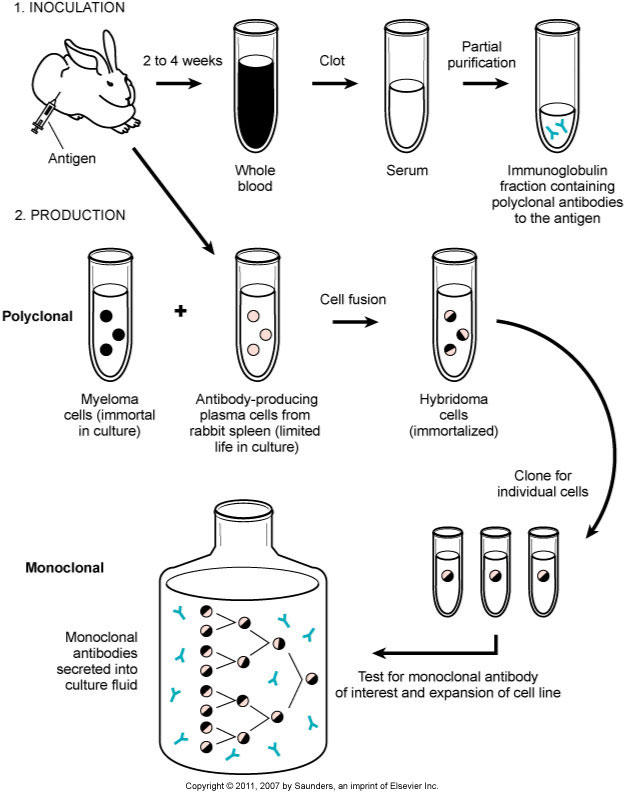 1. INOCULATION
2 to 4 weeks
Clot
Partial
purification
Antigen
Whole
blood
Serum
Immunoglobulin
fraction containing
polyclonal antibodies
to the antigen
2. PRODUCTION
Polyclonal
+
Cell fusion
Myeloma
cells (immortal
in culture)
Antibody-producing
plasma cells from
rabbit spleen (limited
life in culture)
Hybridoma
cells
(immortalized)
Clone for
individual cells
Monoclonal
Monoclonal
antibodies
secreted into
culture fluid
Test for monoclonal antibody
of interest and expansion of cell line
Copyright © 2011, 2007 by Saunders, an imprint of Elsevier Inc.